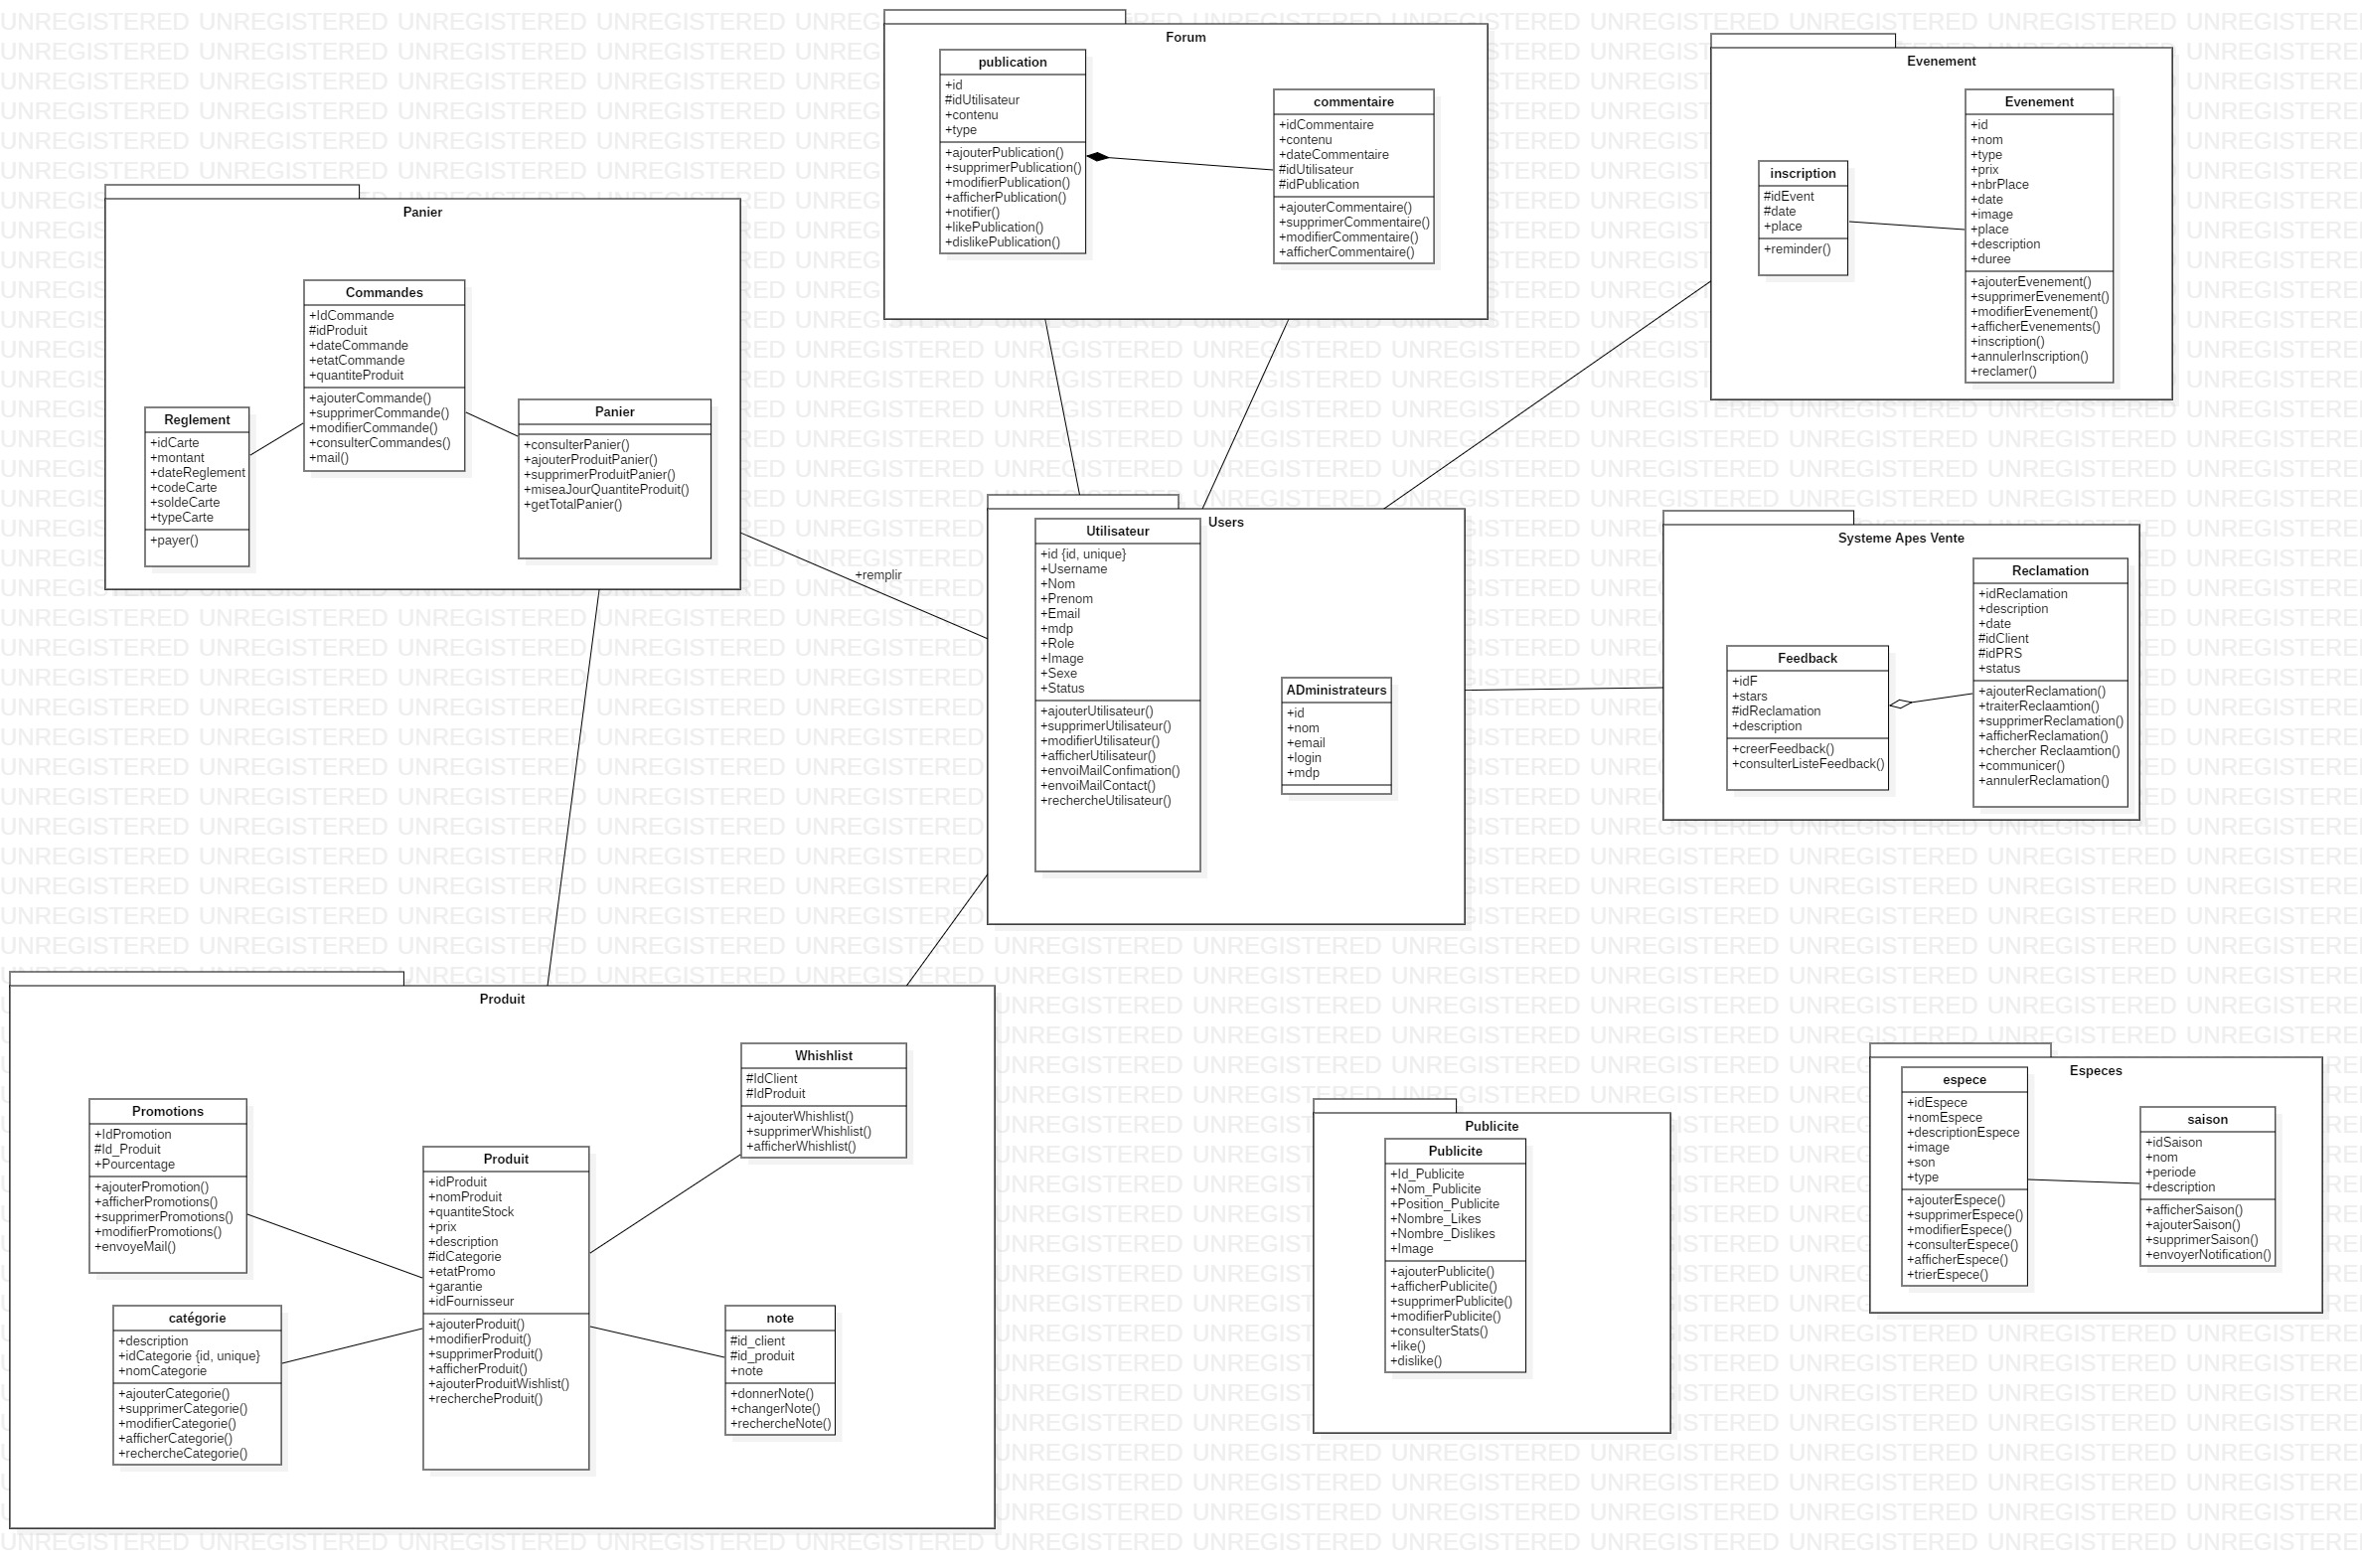 Forum
publication
+id
#idUtilisateur
+contenu
+type
+ajouterPublication()
+supprimerPublication()
+modifierPublication()
+afficherPublication()
+notifier()
+likePublication()
+dislikePublication()
commentaire
+idCommentaire
+contenu
+dateCommentaire
#idUtilisateur
#idPublication
+ajouterCommentaire()
+supprimerCommentaire()
+modifierCommentaire()
+afficherCommentaire()
Evenement
inscription
#idEvent
#date
+place
+reminder()
Evenement
+id
+nom
+type
+prix
+nbrPlace
+date
+image
+place
+description
+duree
+ajouterEvenement()
+supprimerEvenement()
+modifierEvenement()
+afficherEvenements()
+inscription()
+annulerInscription()
+reclamer()
Panier
Commandes
+IdCommande
#idProduit
+dateCommande
+etatCommande
+quantiteProduit
+ajouterCommande()
+supprimerCommande()
+modifierCommande()
+consulterCommandes()
+mail()
Reglement
+idCarte
+montant
+dateReglement
+codeCarte
+soldeCarte
+typeCarte
+payer()
Panier
+consulterPanier()
+ajouterProduitPanier()
+supprimerProduitPanier()
+miseaJourQuantiteProduit()
+getTotalPanier()
+remplir
Users
Utilisateur
+id {id, unique}
+Username
+Nom
+Prenom
+Email
+mdp
+Role
+Image
+Sexe
+Status
+ajouterUtilisateur()
+supprimerUtilisateur()
+modifierUtilisateur()
+afficherUtilisateur()
+envoiMailConfimation()
+envoiMailContact()
+rechercheUtilisateur()
ADministrateurs
+id
+nom
+email
+login
+mdp
Systeme Apes Vente
Feedback
+idF
+stars
#idReclamation
+description
+creerFeedback()
+consulterListeFeedback()
Reclamation
+idReclamation
+description
+date
#idClient
#idPRS
+status
+ajouterReclamation()
+traiterReclaamtion()
+supprimerReclamation()
+afficherReclamation()
+chercher Reclaamtion()
+communicer()
+annulerReclamation()
Produit
Promotions
+IdPromotion
#Id_Produit
+Pourcentage
+ajouterPromotion()
+afficherPromotions()
+supprimerPromotions()
+modifierPromotions()
+envoyeMail()
catégorie
+description
+idCategorie {id, unique}
+nomCategorie
+ajouterCategorie()
+supprimerCategorie()
+modifierCategorie()
+afficherCategorie()
+rechercheCategorie()
Produit
+idProduit
+nomProduit
+quantiteStock
+prix
+description
#idCategorie
+etatPromo
+garantie
+idFournisseur
+ajouterProduit()
+modifierProduit()
+supprimerProduit()
+afficherProduit()
+ajouterProduitWishlist()
+rechercheProduit()
Whishlist
#IdClient
#IdProduit
+ajouterWhishlist()
+supprimerWhishlist()
+afficherWhishlist()
note
#id_client
#id_produit
+note
+donnerNote()
+changerNote()
+rechercheNote()
Publicite
Publicite
+Id_Publicite
+Nom_Publicite
+Position_Publicite
+Nombre_Likes
+Nombre_Dislikes
+Image
+ajouterPublicite()
+afficherPublicite()
+supprimerPublicite()
+modifierPublicite()
+consulterStats()
+like()
+dislike()
Especes
espece
+idEspece
+nomEspece
+descriptionEspece
+image
+son
+type
+ajouterEspece()
+supprimerEspece()
+modifierEspece()
+consulterEspece()
+afficherEspece()
+trierEspece()
saison
+idSaison
+nom
+periode
+description
+afficherSaison()
+ajouterSaison()
+supprimerSaison()
+envoyerNotification()
UNREGISTERED